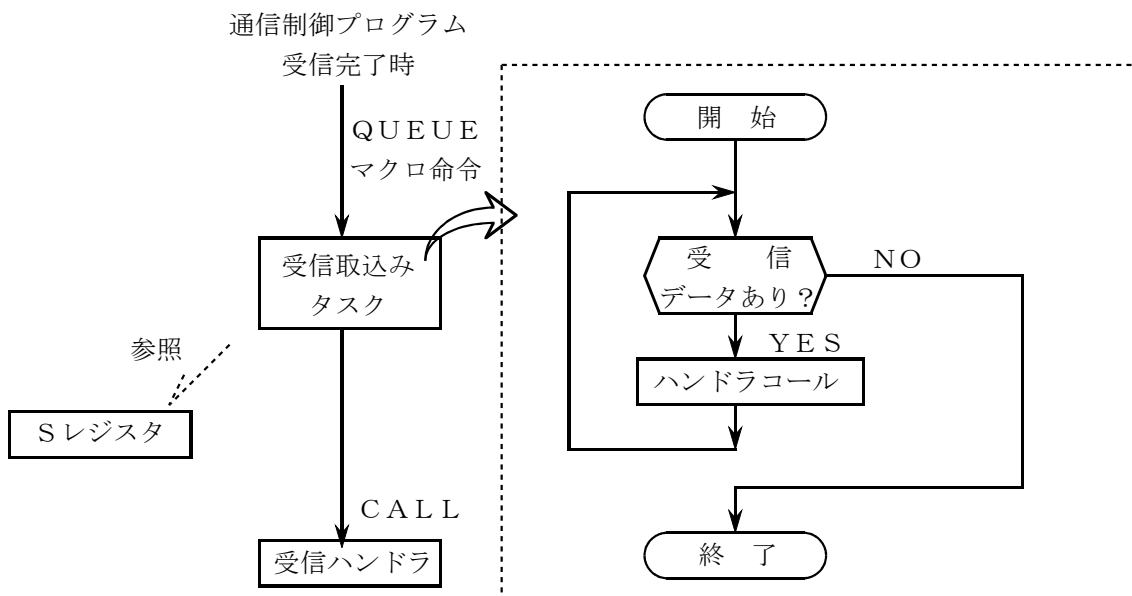 通信制御プログラム
受信完了時
ＱＵＥＵＥ
マクロ命令
受信取込み
タスク
参照
Ｓレジスタ
ＣＡＬＬ
受信ハンドラ
開　始
受　　信
データあり？
ＮＯ
ＹＥＳ
ハンドラコール
終　了